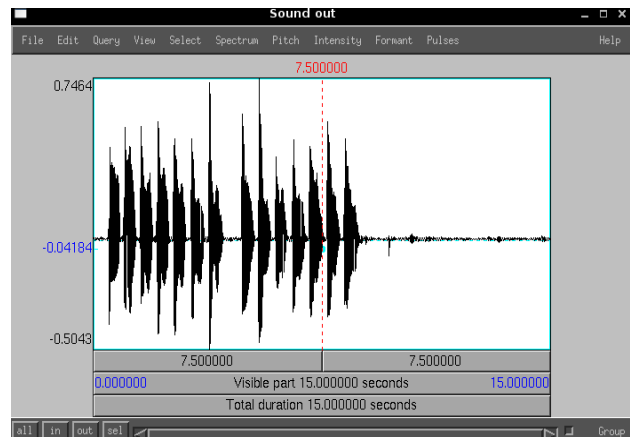 Sound out
File Edit Query View Select Spectrum Pitch Intensity Formant Pulses Help
7.500000
0.7464
-0.04184
-0.5043
7.500000 7.500000
0.000000 Visible part 15.000000 seconds 15.000000
Total duration 15.000000 seconds
all in out sel Group